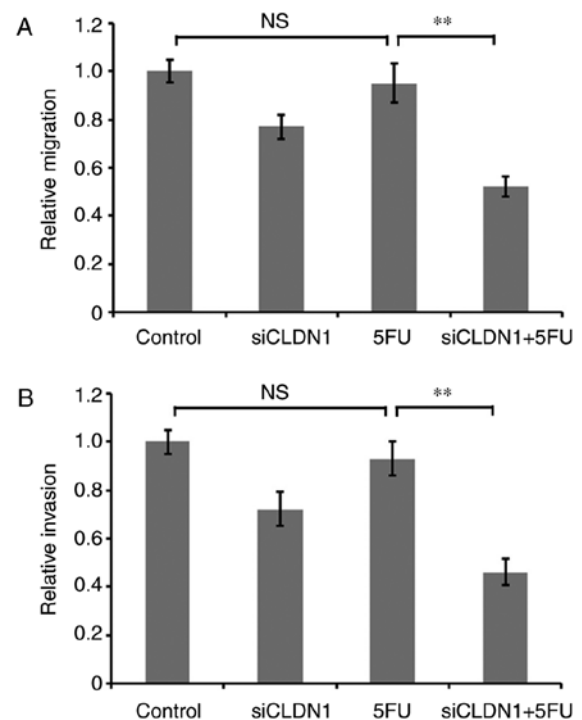 A
1.2
NS
**
1.0
0.8
0.6
0.4
0.2
0
Relative migration
Control siCLDN1 5FU siCLDN1+5FU
B
1.2
NS
**
1.0
0.8
0.6
0.4
0.2
0
Relative invasion
Control siCLDN1 5FU siCLDN1+5FU